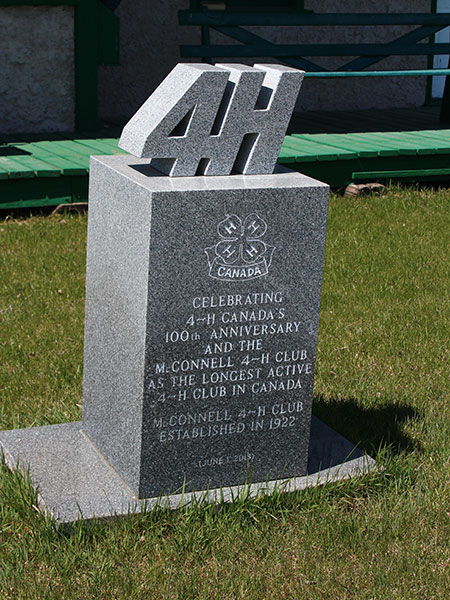 4H
H H
H H
CANADA
CELEBRATING
4-H CANADA'S
100th ANNIVERSARY
AND THE
McCONNELL 4-H CLUB
AS THE LONGEST ACTIVE
4-H CLUB IN CANADA
McCONNELL 4-H CLUB
ESTABLISHED IN 1922
(JUNE 1, 2013)